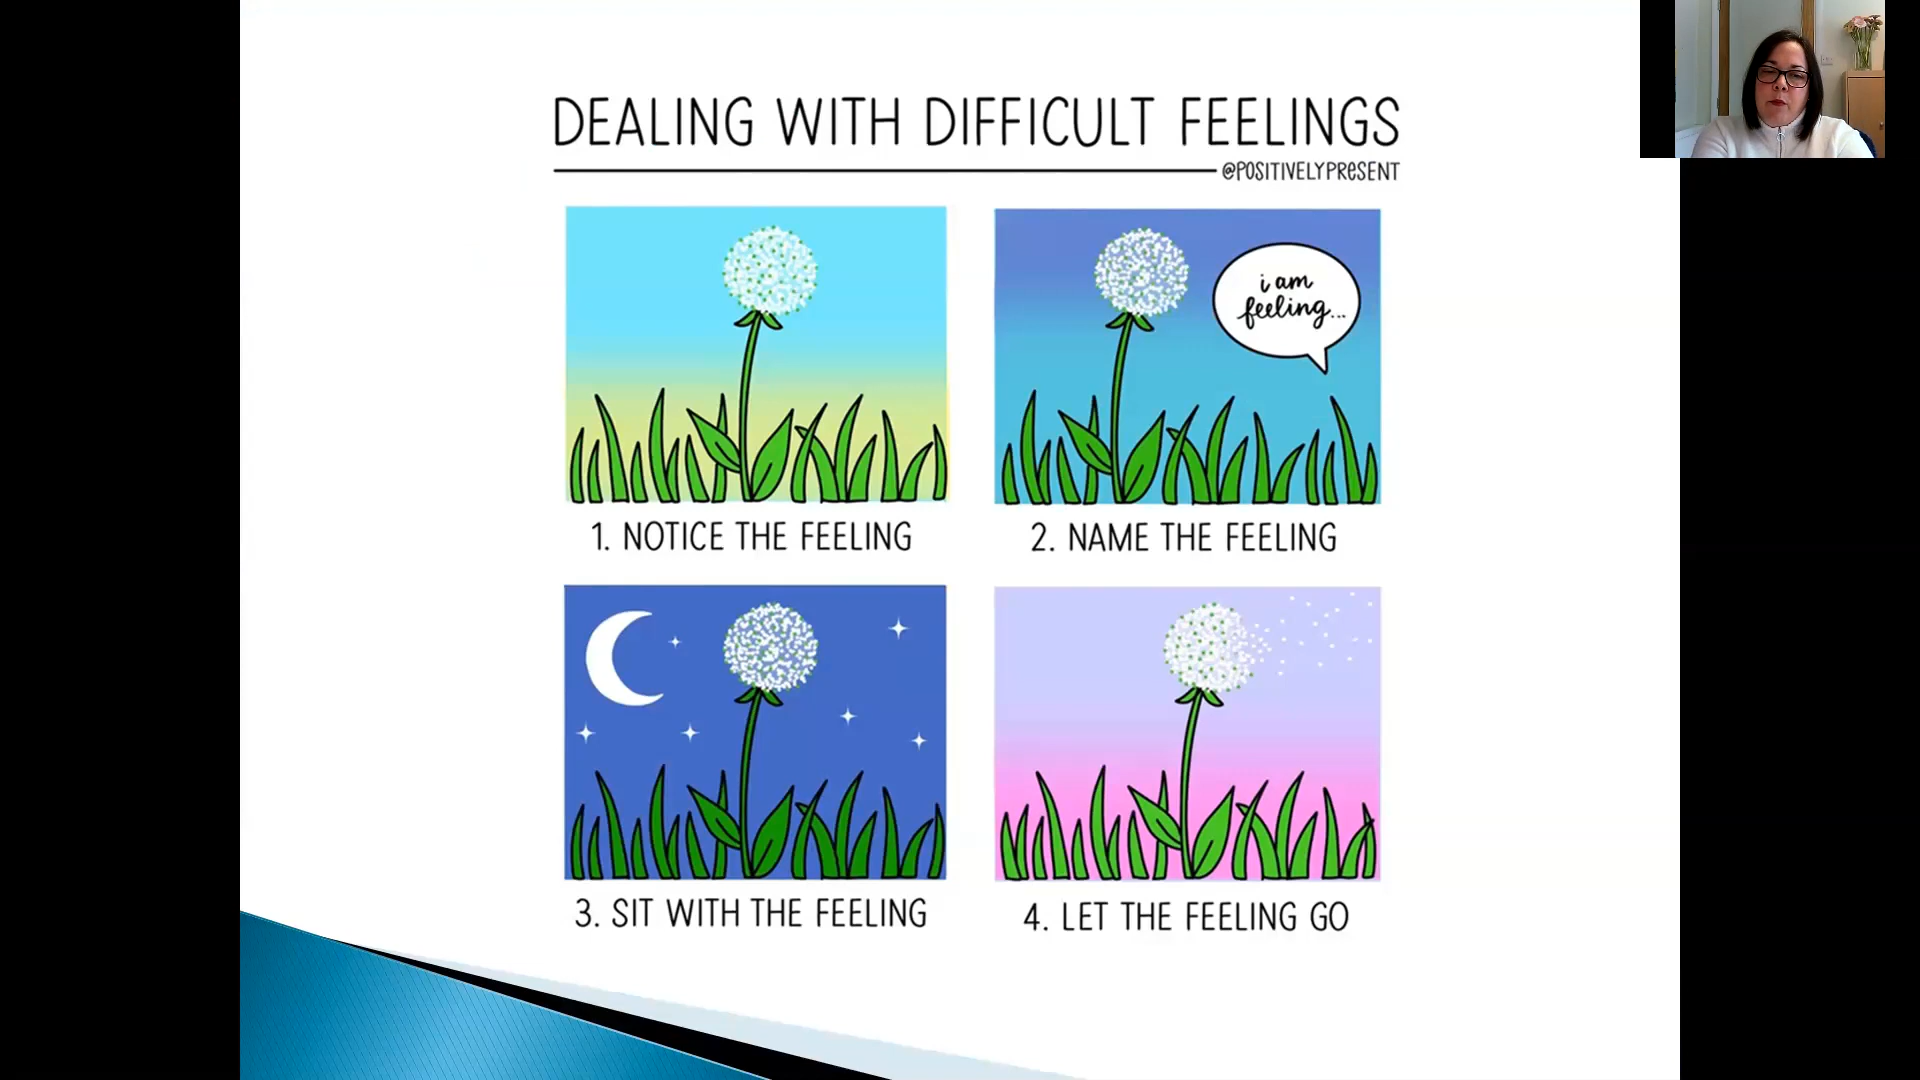 DEALING WITH DIFFICULT FEELINGS
@POSITIVELYPRESENT
i am
feeling...
1. NOTICE THE FEELING
2. NAME THE FEELING
3. SIT WITH THE FEELING
4. LET THE FEELING GO